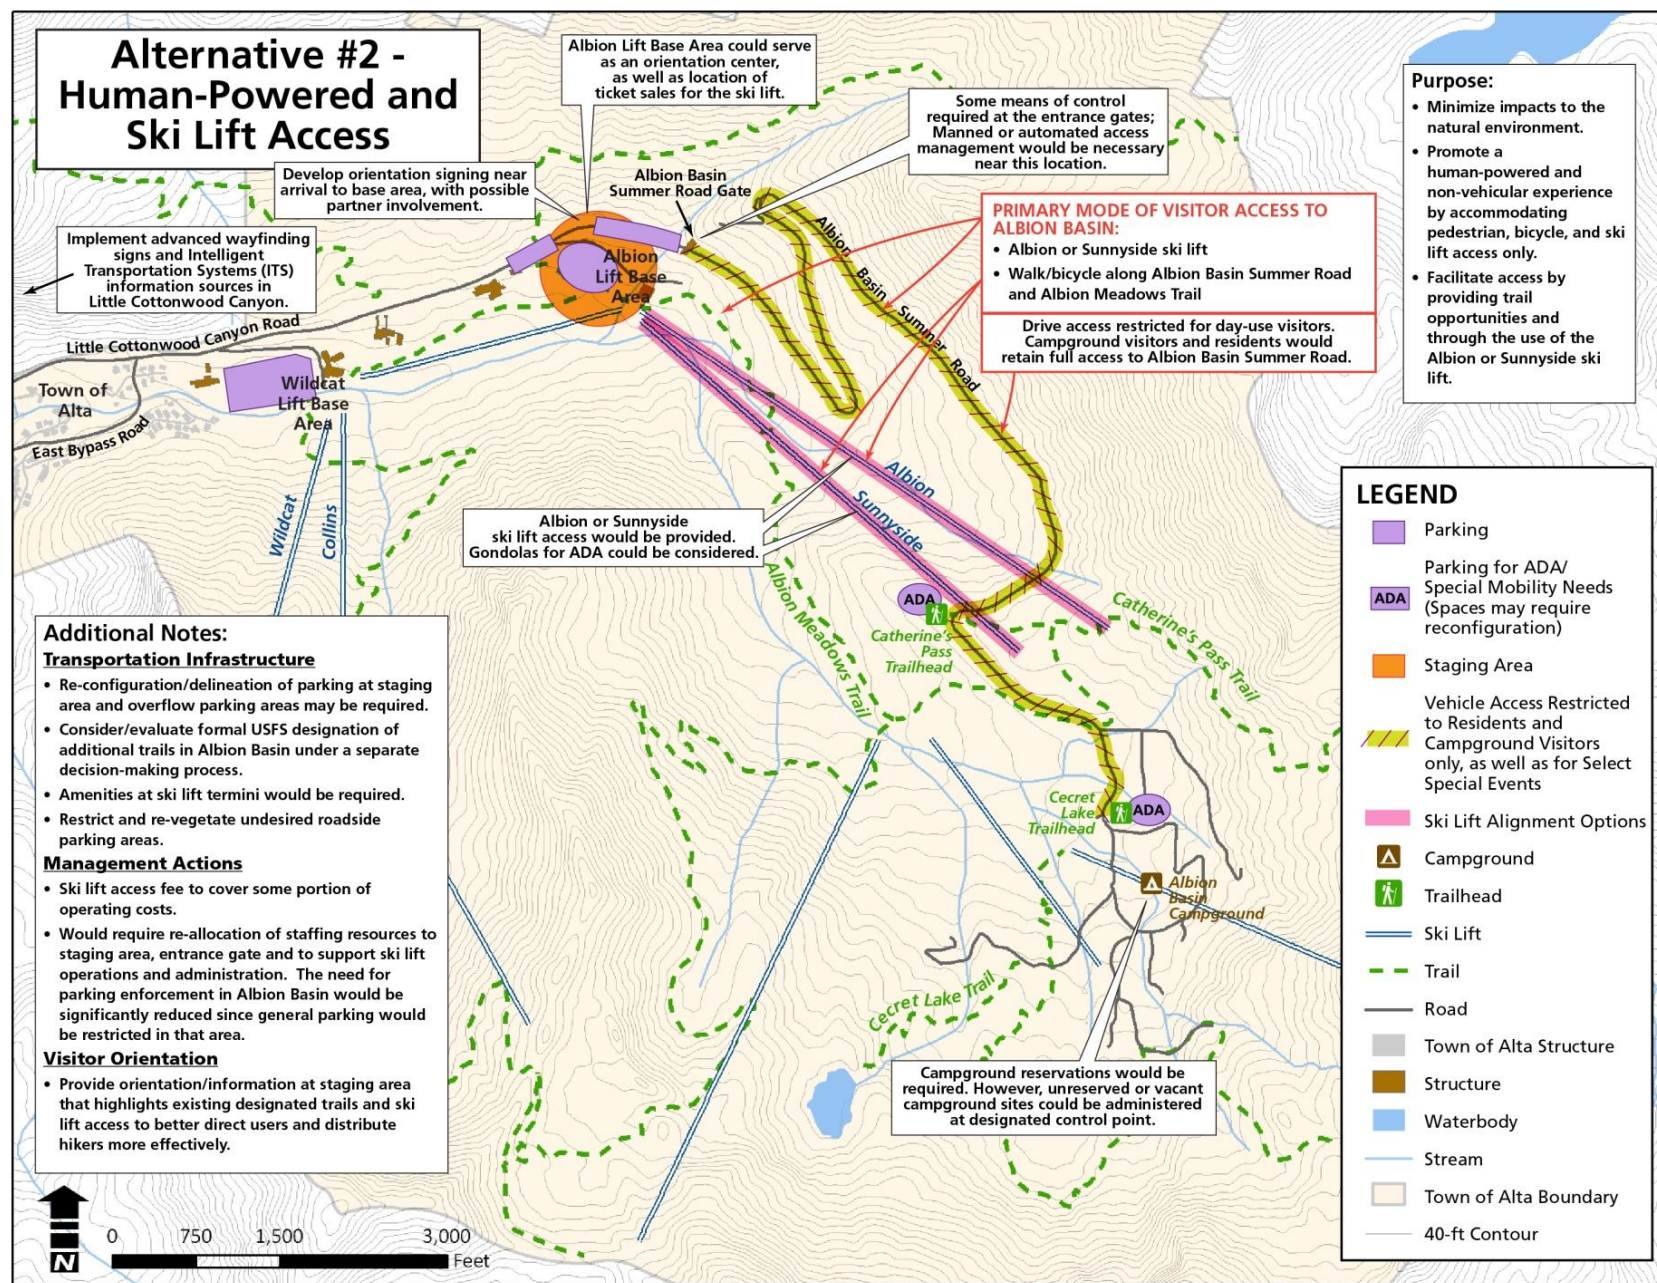 Alternative #2 -
Human-Powered and
Ski Lift Access
Albion Lift Base Area could serve
as an orientation center,
as well as location of
ticket sales for the ski lift.
Some means of control
required at the entrance gates;
Manned or automated access
management would be necessary
near this location.
Purpose:
• Minimize impacts to the
natural environment.
• Promote a
human-powered and
non-vehicular experience
by accommodating
pedestrian, bicycle, and ski
lift access only.
• Facilitate access by
providing trail
opportunities and
through the use of the
Albion or Sunnyside ski
lift.
Develop orientation signing near
arrival to base area, with possible
partner involvement.
Albion Basin
Summer Road Gate
PRIMARY MODE OF VISITOR ACCESS TO
ALBION BASIN:
• Albion or Sunnyside ski lift
• Walk/bicycle along Albion Basin Summer Road
and Albion Meadows Trail
Drive access restricted for day-use visitors.
Campground visitors and residents would
retain full access to Albion Basin Summer Road.
Implement advanced wayfinding
signs and Intelligent
Transportation Systems (ITS)
information sources in
Little Cottonwood Canyon.
Albion
Lift Base
Area
Albion Basin Summer Road
Little Cottonwood Canyon Road
Town of
Alta
Wildcat
Lift Base
Area
East Bypass Road
Wildcat
Collins
Albion
Sunnyside
Albion or Sunnyside
ski lift access would be provided.
Gondolas for ADA could be considered.
Albion Meadows Trail
ADA
Catherine's
Pass
Trailhead
Catherine's Pass Trail
Cecret
Lake
Trailhead
ADA
Albion
Basin
Campground
Cecret Lake Trail
Campground reservations would be
required. However, unreserved or vacant
campground sites could be administered
at designated control point.
Additional Notes:
Transportation Infrastructure
• Re-configuration/delineation of parking at staging
area and overflow parking areas may be required.
• Consider/evaluate formal USFS designation of
additional trails in Albion Basin under a separate
decision-making process.
• Amenities at ski lift termini would be required.
• Restrict and re-vegetate undesired roadside
parking areas.
Management Actions
• Ski lift access fee to cover some portion of
operating costs.
• Would require re-allocation of staffing resources to
staging area, entrance gate and to support ski lift
operations and administration. The need for
parking enforcement in Albion Basin would be
significantly reduced since general parking would
be restricted in that area.
Visitor Orientation
• Provide orientation/information at staging area
that highlights existing designated trails and ski
lift access to better direct users and distribute
hikers more effectively.
LEGEND
Parking
Parking for ADA/
ADA Special Mobility Needs
(Spaces may require
reconfiguration)
Staging Area
Vehicle Access Restricted
to Residents and
Campground Visitors
only, as well as for Select
Special Events
Ski Lift Alignment Options
Campground
Trailhead
Ski Lift
Trail
Road
Town of Alta Structure
Structure
Waterbody
Stream
Town of Alta Boundary
40-ft Contour
N
0 750 1,500 3,000
Feet